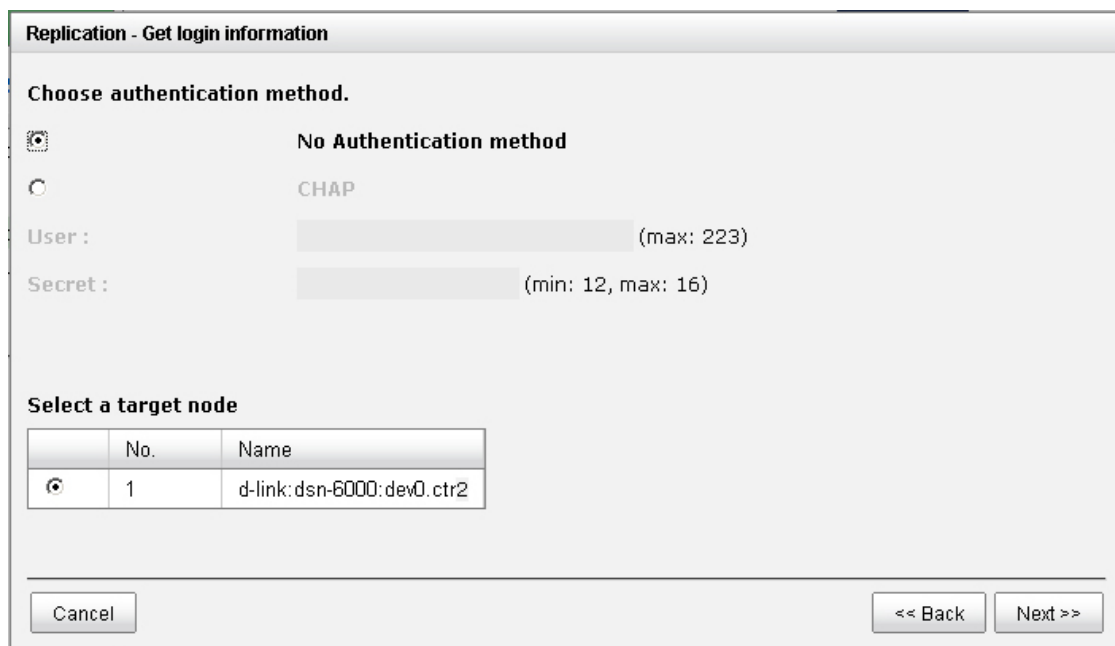 Replication - Get login information
Choose authentication method.
No Authentication method
CHAP
User : (max: 223)
Secret : (min: 12, max: 16)
Select a target node
No. Name
1 d-link:dsn-6000:dev0.ctr2
Cancel << Back Next >>